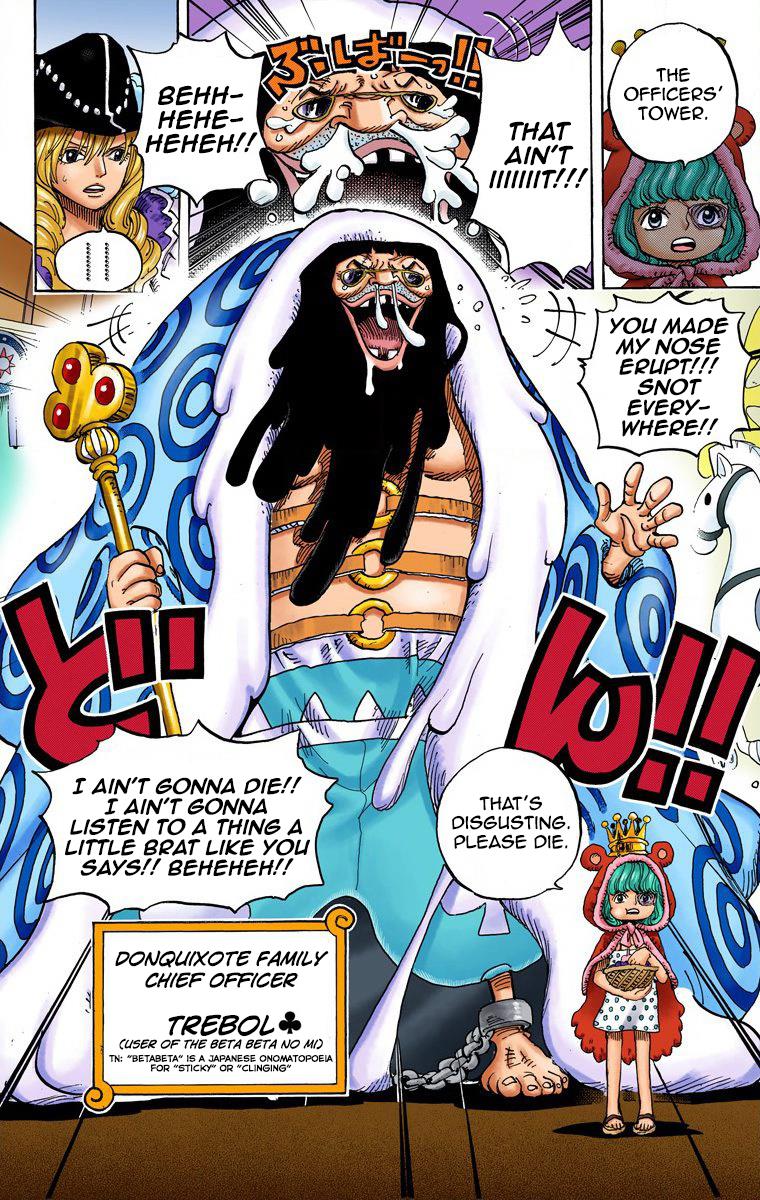 THE
OFFICERS'
TOWER.
THAT
AIN'T
IIIIIIIT!!!
ぶしばーっ!!
BEHH-
HEHE-
HEHEH!!
!!
YOU MADE
MY NOSE
ERUPT!!!
SNOT
EVERY-
WHERE!!
ど
ん!!
THAT'S
DISGUSTING.
PLEASE DIE.
I AIN'T GONNA DIE!!
I AIN'T GONNA
LISTEN TO A THING A
LITTLE BRAT LIKE YOU
SAYS!! BEHEHEH!!
DONQUIXOTE FAMILY
CHIEF OFFICER
TREBOL♣
(USER OF THE BETA BETA NO MI)
TN: "BETABETA" IS A JAPANESE ONOMATOPOEIA
FOR "STICKY" OR "CLINGING"